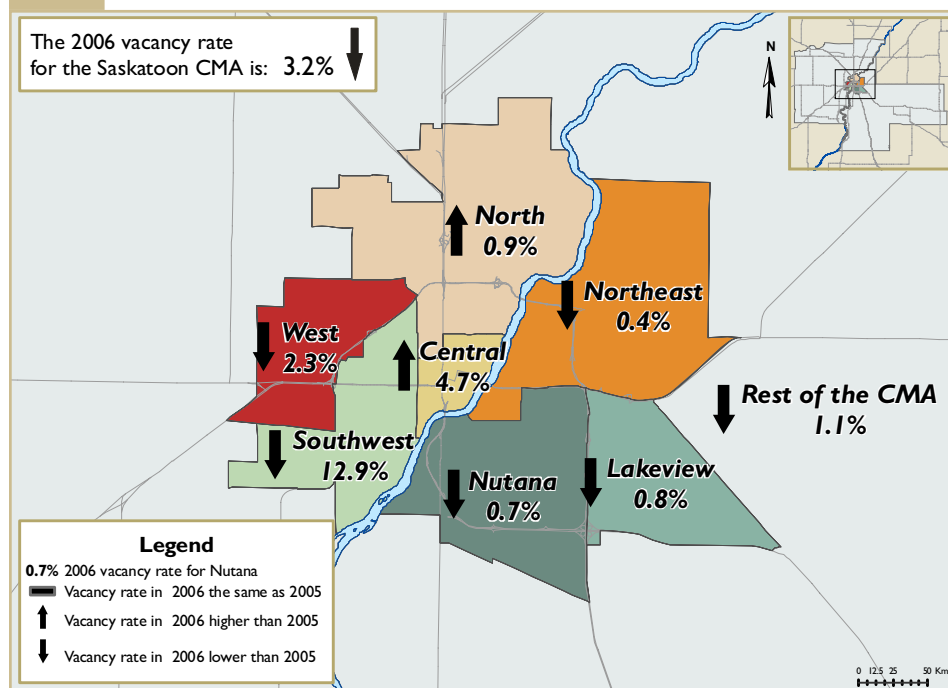 The 2006 vacancy rate
for the Saskatoon CMA is: 3.2%
N
North
0.9%
Northeast
0.4%
West
2.3%
Central
4.7%
Rest of the CMA
1.1%
Southwest
12.9%
Nutana
0.7%
Lakeview
0.8%
Legend
0.7% 2006 vacancy rate for Nutana
Vacancy rate in 2006 the same as 2005
Vacancy rate in 2006 higher than 2005
Vacancy rate in 2006 lower than 2005
0 12.5 25 50 Km